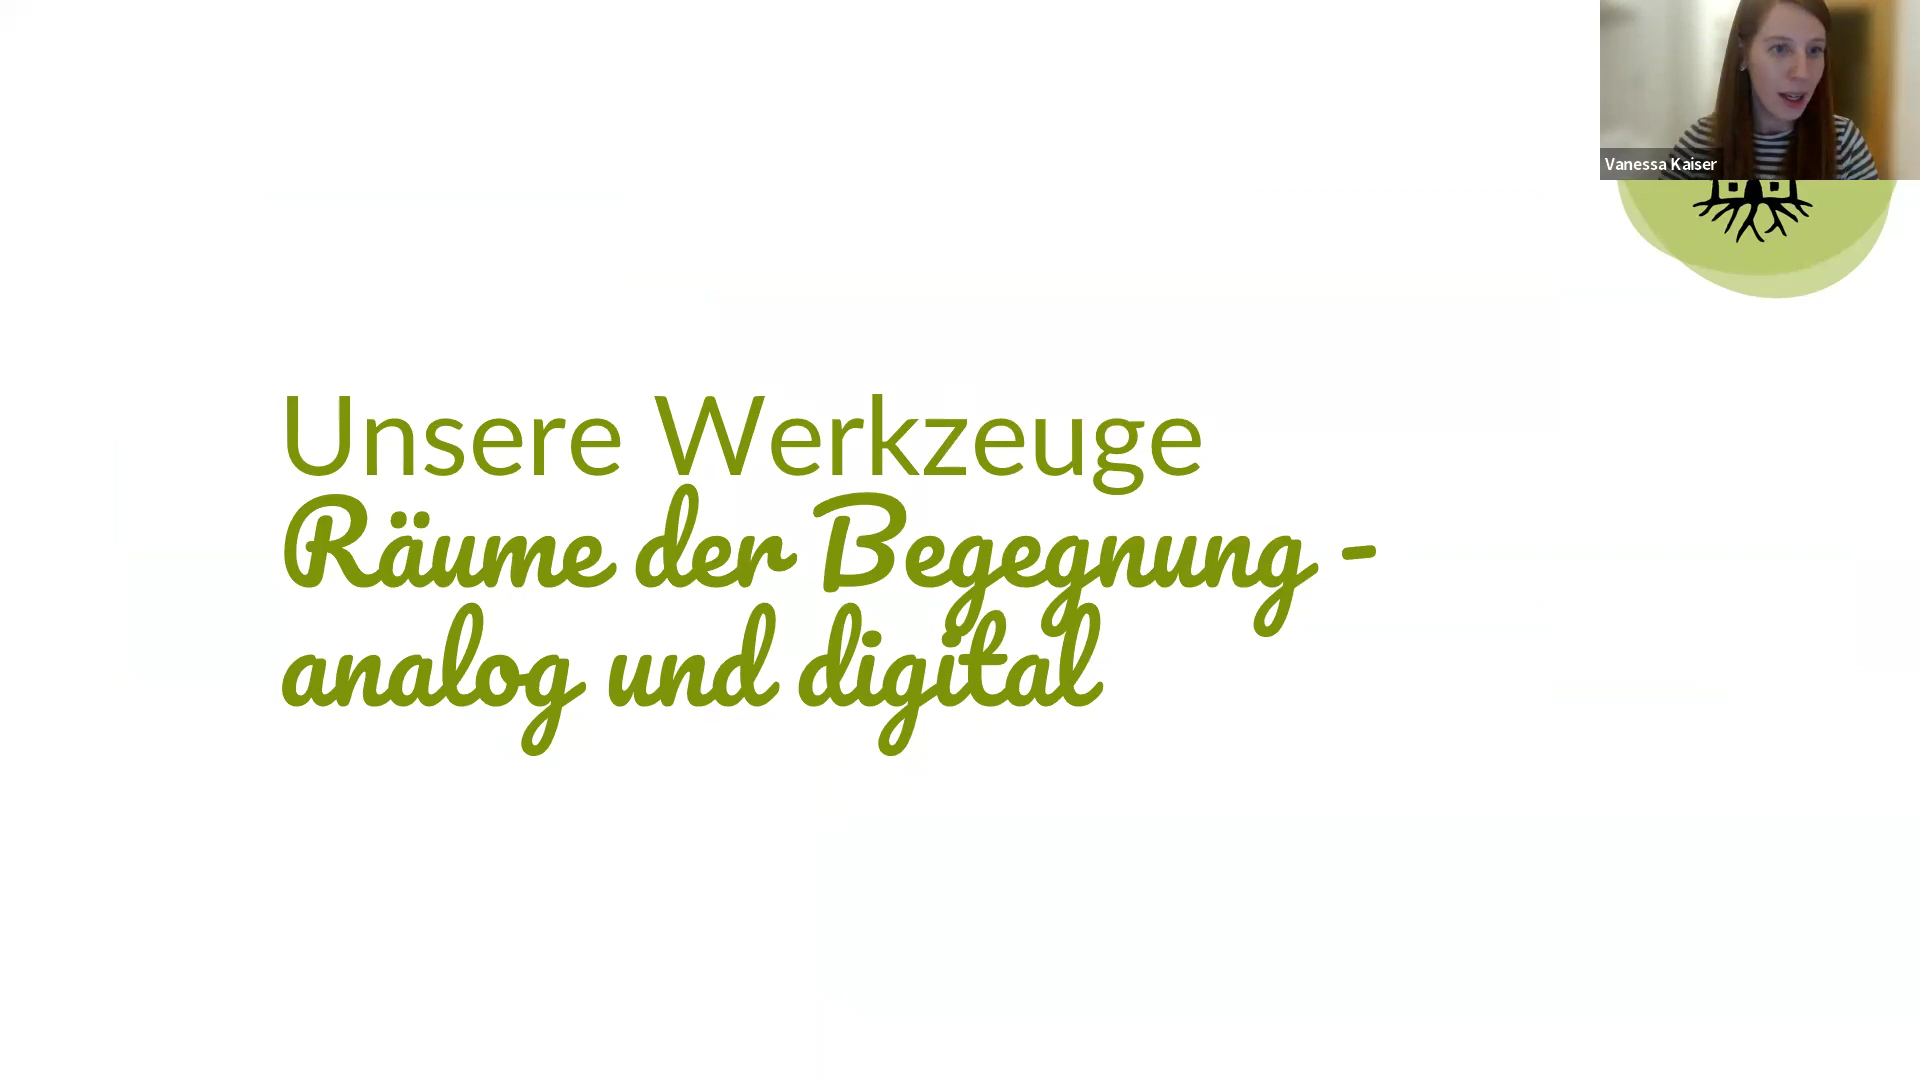 Vanessa Kaiser
Unsere Werkzeuge
Räume der Begegnung -
analog und digital